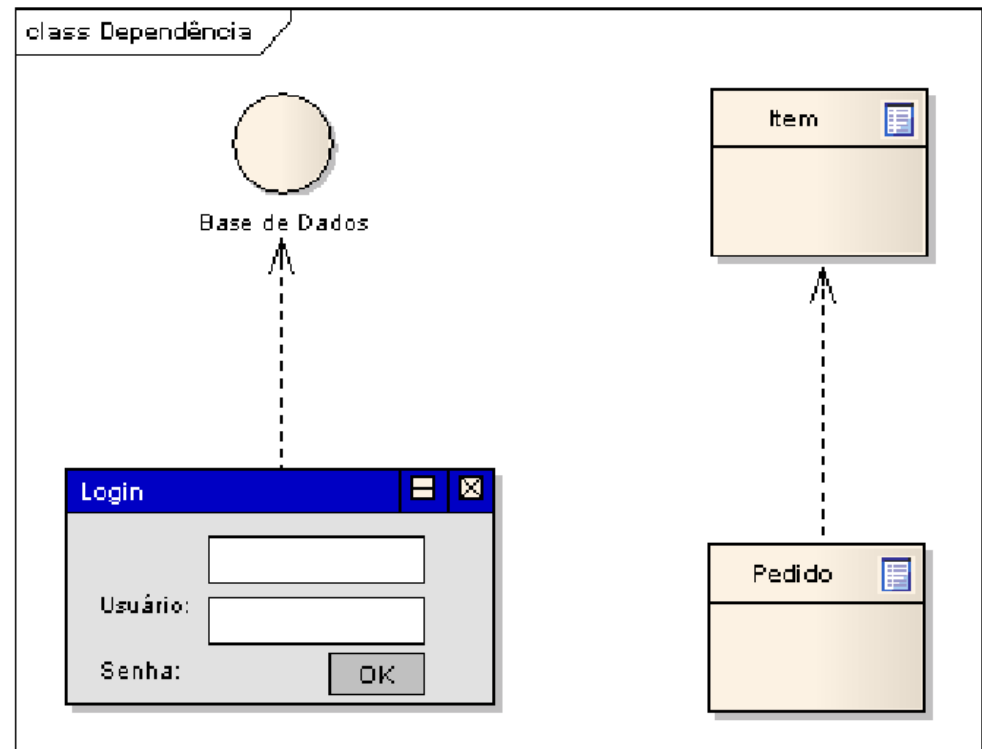 class Dependência
Item
Base de Dados
Login
Usuário:
Senha:
OK
Pedido